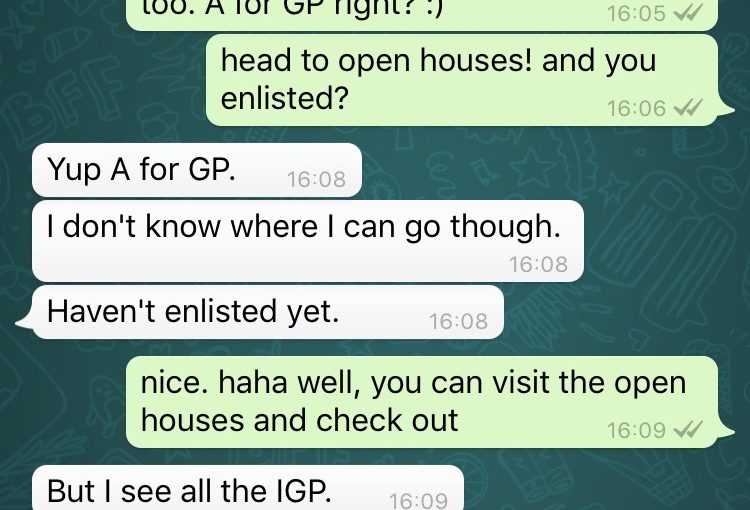 too. A for GP right? :)
16:05
head to open houses! and you
enlisted?
16:06
Yup A for GP.
16:08
I don't know where I can go though.
16:08
Haven't enlisted yet.
16:08
nice. haha well, you can visit the open
houses and check out
16:09
But I see all the IGP.
16:09
BFF